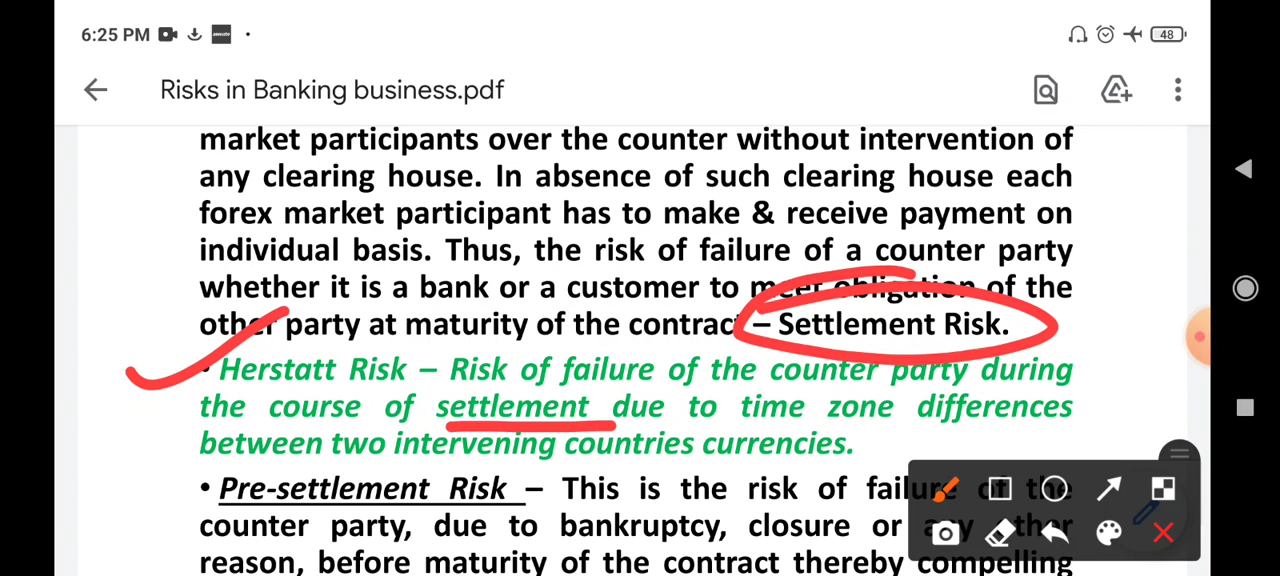 6:25 PM
48
Risks in Banking business.pdf
market participants over the counter without intervention of
any clearing house. In absence of such clearing house each
forex market participant has to make & receive payment on
individual basis. Thus, the risk of failure of a counter party
whether it is a bank or a customer to meet obligation of the
other party at maturity of the contract – Settlement Risk.
• Herstatt Risk – Risk of failure of the counter party during
the course of settlement due to time zone differences
between two intervening countries currencies.
• Pre-settlement Risk – This is the risk of failure of the
counter party, due to bankruptcy, closure or any other
reason, before maturity of the contract thereby compelling